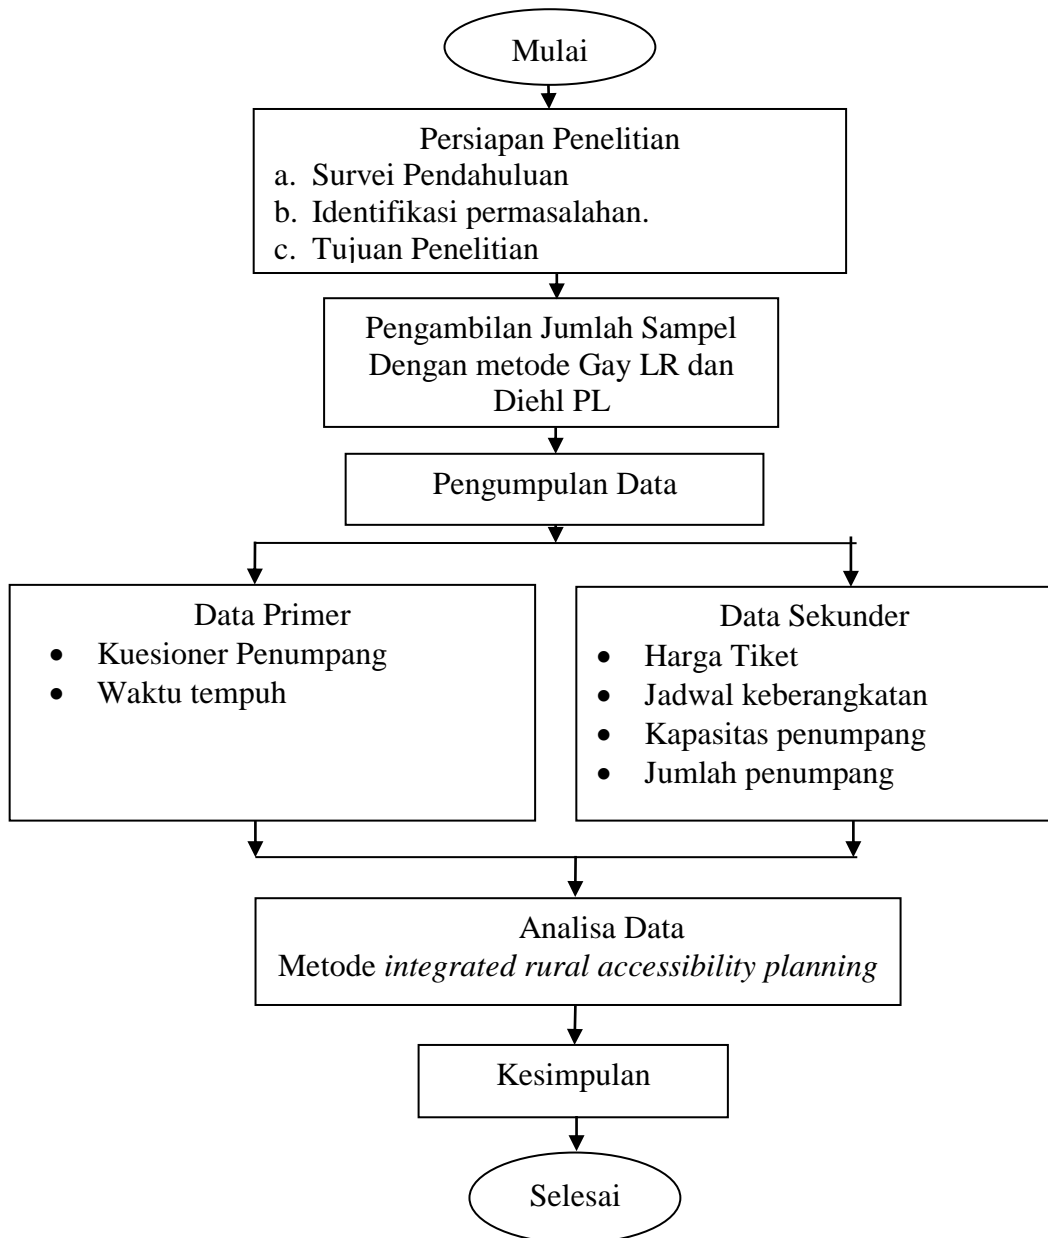 Mulai
Persiapan Penelitian
a. Survei Pendahuluan
b. Identifikasi permasalahan.
c. Tujuan Penelitian
Pengambilan Jumlah Sampel
Dengan metode Gay LR dan
Diehl PL
Pengumpulan Data
Data Primer
• Kuesioner Penumpang
• Waktu tempuh
Data Sekunder
• Harga Tiket
• Jadwal keberangkatan
• Kapasitas penumpang
• Jumlah penumpang
Analisa Data
Metode integrated rural accessibility planning
Kesimpulan
Selesai